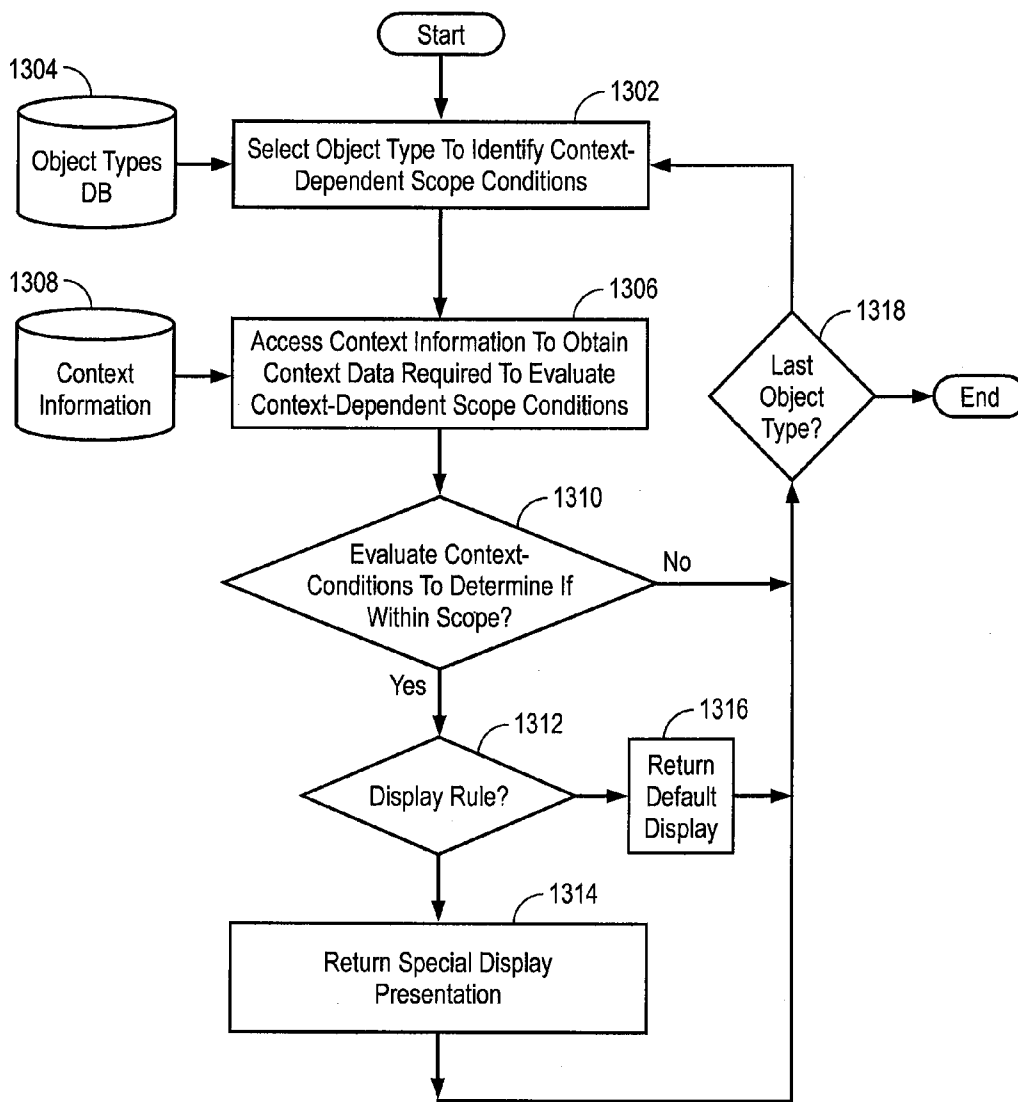 Start
1304
1302
Object Types
DB
Select Object Type To Identify Context-
Dependent Scope Conditions
1308
1306
Context
Information
Access Context Information To Obtain
Context Data Required To Evaluate
Context-Dependent Scope Conditions
1318
Last
Object
Type?
End
1310
Evaluate Context-
Conditions To Determine If
Within Scope?
No
Yes
1312
Display Rule?
1316
Return
Default
Display
1314
Return Special Display
Presentation